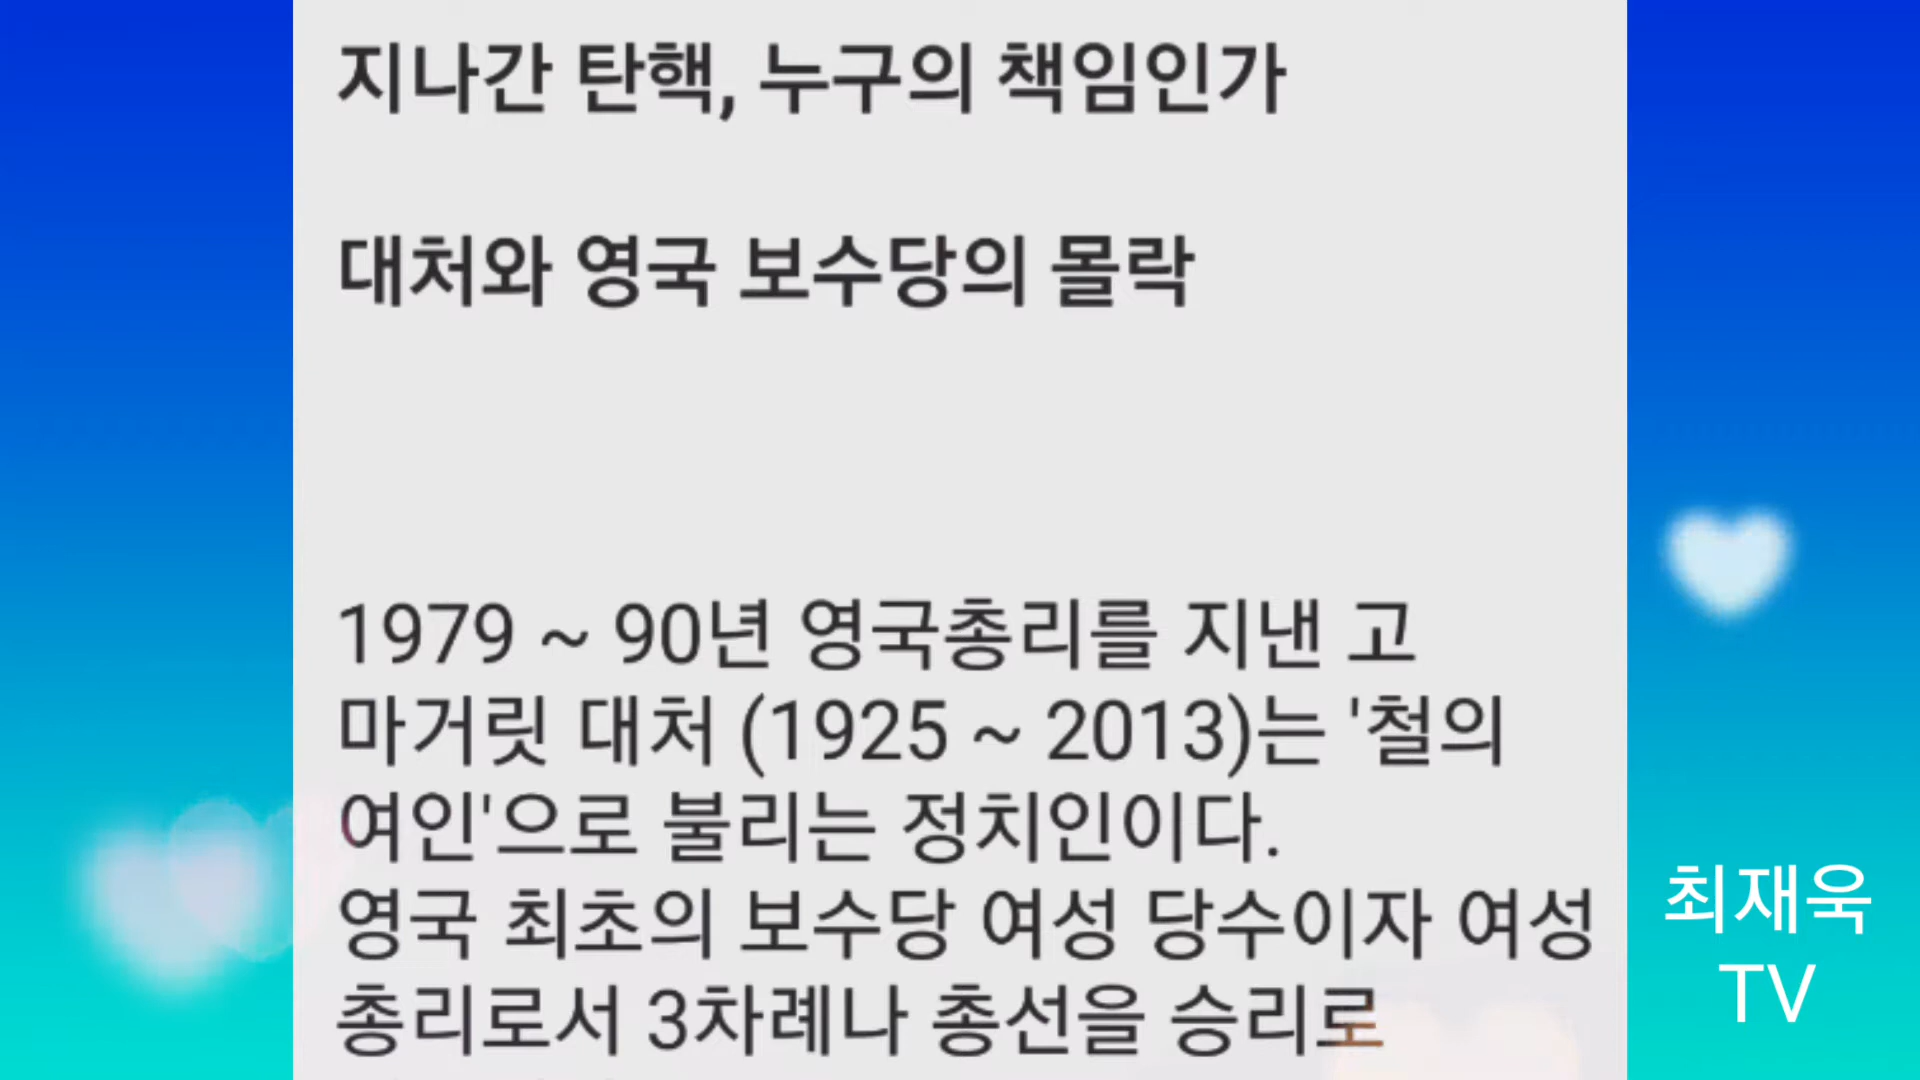 지나간 탄핵, 누구의 책임인가
대처와 영국 보수당의 몰락
1979 ~ 90년 영국총리를 지낸 고
마거릿 대처 (1925 ~ 2013)는 '철의
여인'으로 불리는 정치인이다.
영국 최초의 보수당 여성 당수이자 여성
총리로서 3차례나 총선을 승리로
최재욱
TV